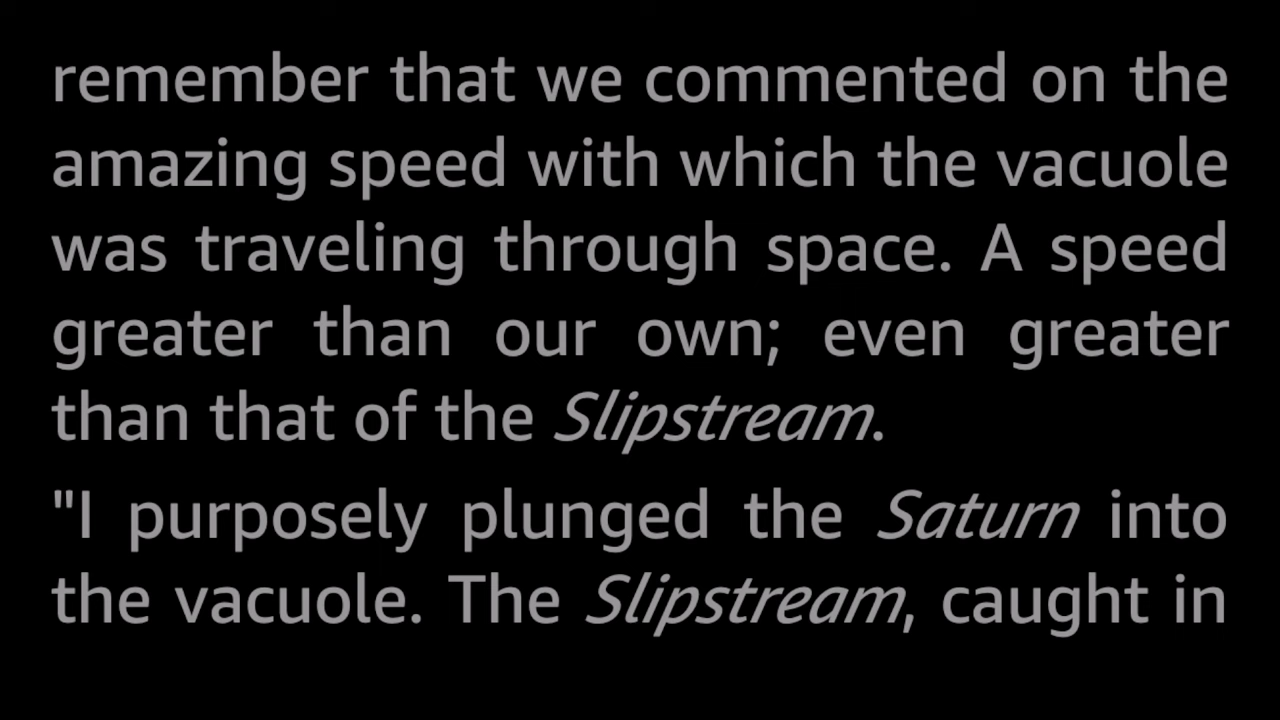 remember that we commented on the
amazing speed with which the vacuole
was traveling through space. A speed
greater than our own; even greater
than that of the Slipstream.
"I purposely plunged the Saturn into
the vacuole. The Slipstream, caught in